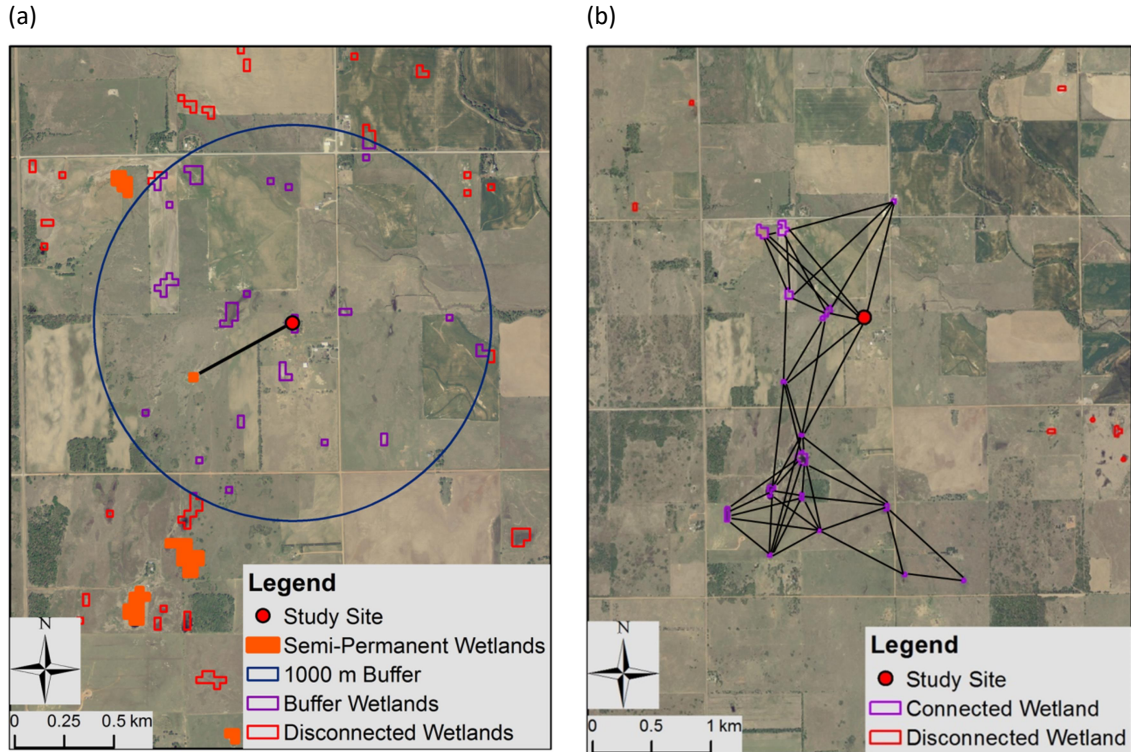 (a)
(b)
N
0 0.25 0.5 km
Legend
Study Site
Semi-Permanent Wetlands
1000 m Buffer
Buffer Wetlands
Disconnected Wetlands
N
0 0.5 1 km
Legend
Study Site
Connected Wetland
Disconnected Wetland